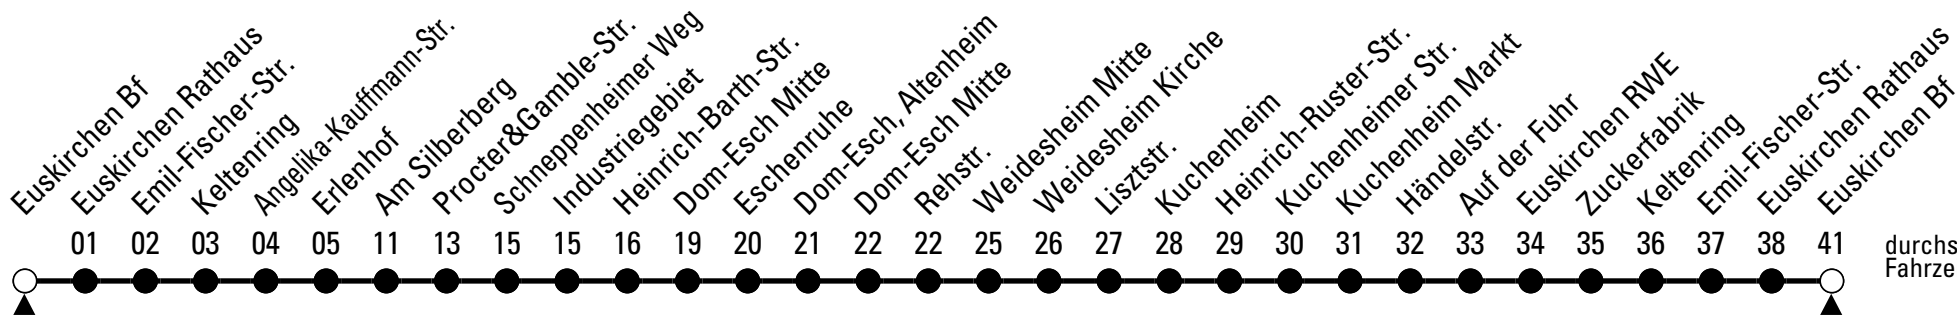 Euskirchen Bf
Euskirchen Rathaus
Emil-Fischer-Str.
Keltenring
Angelika-Kauffmann-Str.
Erlenhof
Am Silberberg
Procter&Gamble-Str.
Schneppenheimer Weg
Industriegebiet
Heinrich-Barth-Str.
Dom-Esch Mitte
Eschenruhe
Dom-Esch, Altenheim
Dom-Esch Mitte
Rehstr.
Weidesheim Mitte
Weidesheim Kirche
Lisztstr.
Kuchenheim
Heinrich-Ruster-Str.
Kuchenheimer Str.
Kuchenheim Markt
Händelstr.
Auf der Fuhr
Euskirchen RWE
Zuckerfabrik
Keltenring
Emil-Fischer-Str.
Euskirchen Rathaus
Euskirchen Bf
01 02 03 04 05 11 13 15 15 16 19 20 21 22 22 25 26 27 28 29 30 31 32 33 34 35 36 37 38 41
durchs
Fahrze